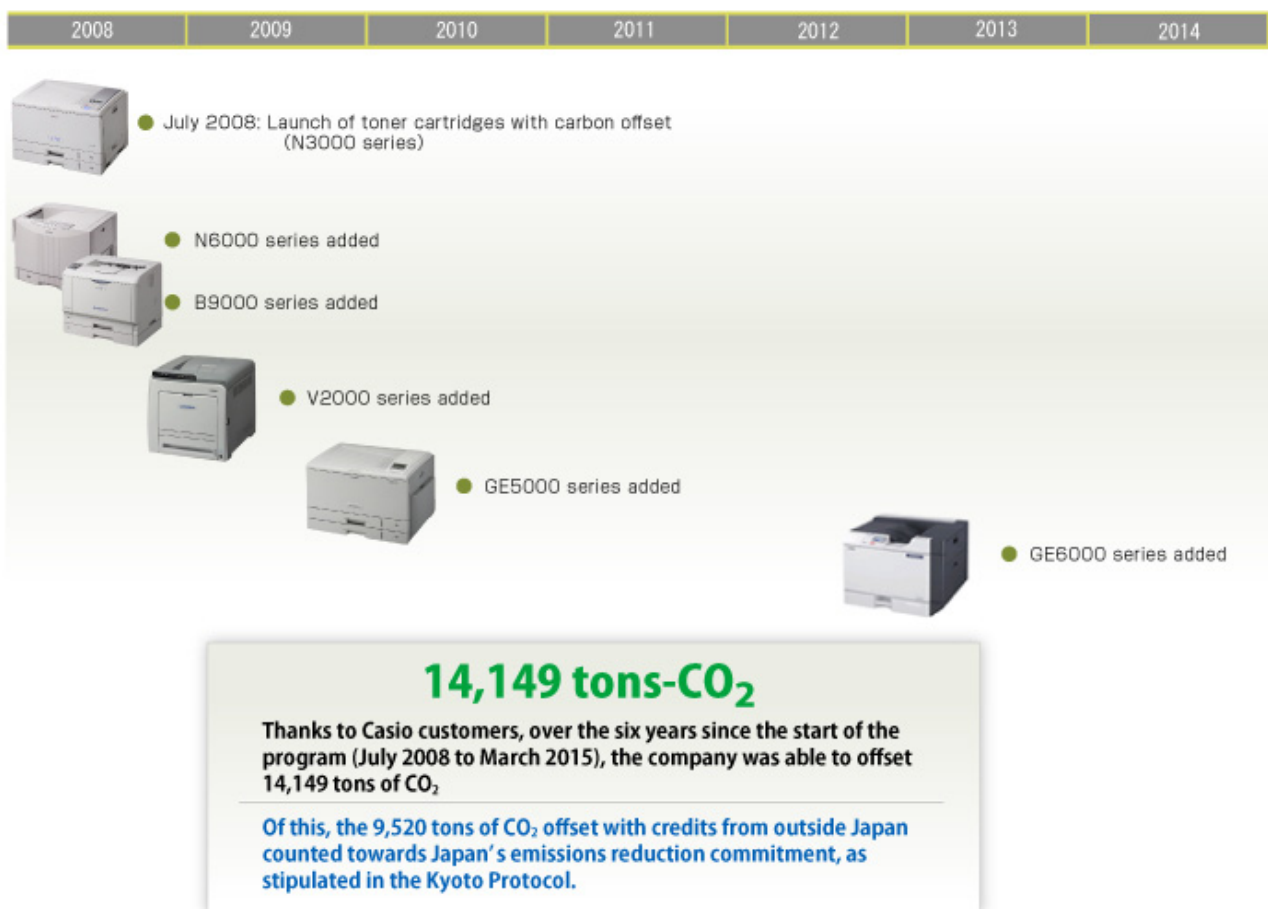 2008 2009 2010 2011 2012 2013 2014
July 2008: Launch of toner cartridges with carbon offset
(N3000 series)
N6000 series added
B9000 series added
V2000 series added
GE5000 series added
GE6000 series added
14,149 tons-CO₂
Thanks to Casio customers, over the six years since the start of the
program (July 2008 to March 2015), the company was able to offset
14,149 tons of CO₂
Of this, the 9,520 tons of CO₂ offset with credits from outside Japan
counted towards Japan's emissions reduction commitment, as
stipulated in the Kyoto Protocol.